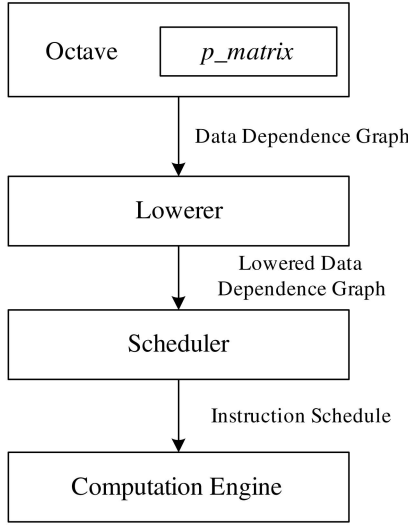 Octave p_matrix
Data Dependence Graph
Lowerer
Lowered Data
Dependence Graph
Scheduler
Instruction Schedule
Computation Engine